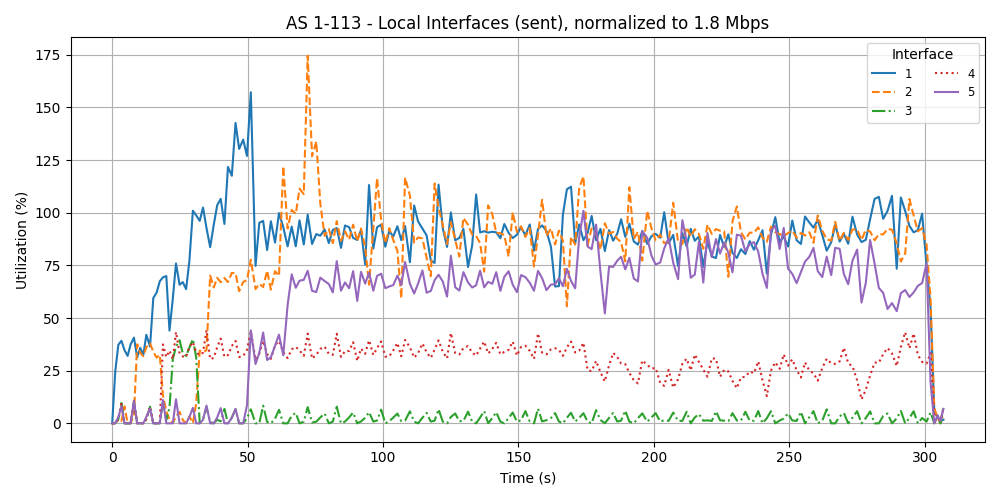 AS 1-113 - Local Interfaces (sent), normalized to 1.8 Mbps
Utilization (%)
175
150
125
100
75
50
25
0
0 50 100 150 200 250 300
Time (s)
Interface
1 4
2 5
3